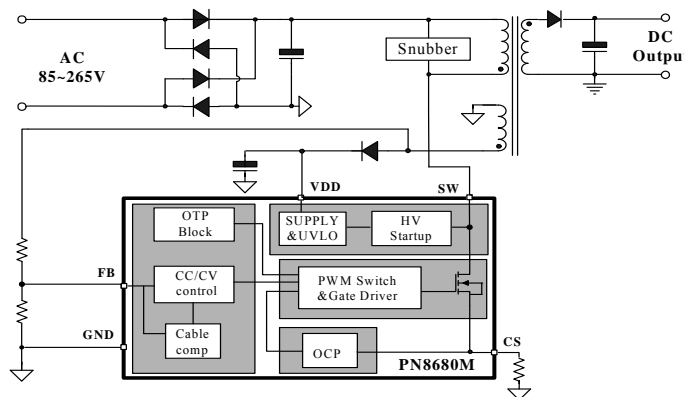 AC
85~265V
Snubber
DC
Output
VDD
SW
OTP
Block
SUPPLY
&UVLO
HV
Startup
FB
CC/CV
control
PWM Switch
&Gate Driver
GND
Cable
comp
OCP
CS
PN8680M